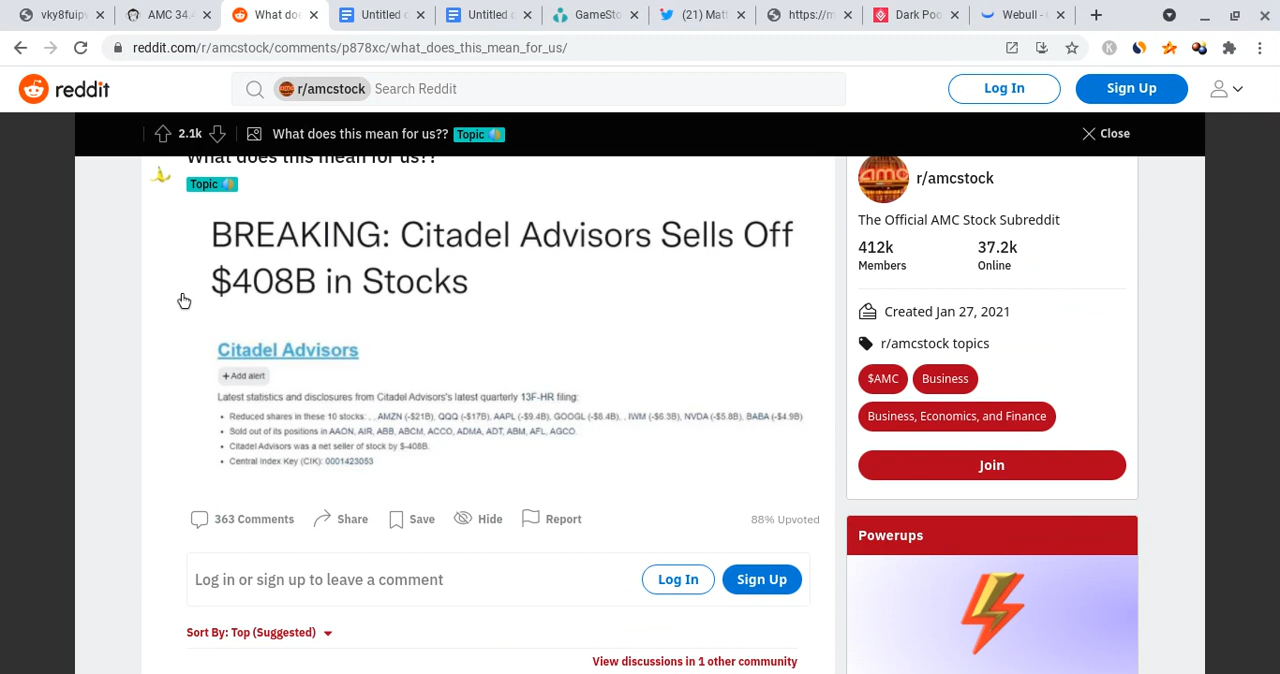 vky8fuipv
AMC 34.4
What doe
Untitled d
Untitled d
GameSto
(21) Matt
https://m
Dark Poo
Webull -
reddit.com/r/amcstock/comments/p878xc/what_does_this_mean_for_us/
reddit
r/amcstock Search Reddit
Log In
Sign Up
2.1k
What does this mean for us?? Topic
Close
What does this mean for us??
Topic
BREAKING: Citadel Advisors Sells Off
$408B in Stocks
Citadel Advisors
+Add alert
Latest statistics and disclosures from Citadel Advisors's latest quarterly 13F-HR filing:
• Reduced shares in these 10 stocks: , , AMZN (-$21B), QQQ (-$17B), AAPL (-$9.4B), GOOGL (-$8.4B), , IWM (-$6.3B), NVDA (-$5.8B), BABA (-$4.9B)
• Sold out of its positions in AAON, AIR, ABB, ABCM, ACCO, ADMA, ADT, ABM, AFL, AGCO.
• Citadel Advisors was a net seller of stock by $-408B.
• Central Index Key (CIK): 0001423053
363 Comments
Share
Save
Hide
Report
88% Upvoted
Log in or sign up to leave a comment
Log In
Sign Up
Sort By: Top (Suggested)
View discussions in 1 other community
amc
r/amcstock
The Official AMC Stock Subreddit
412k
37.2k
Members
Online
Created Jan 27, 2021
r/amcstock topics
$AMC
Business
Business, Economics, and Finance
Join
Powerups